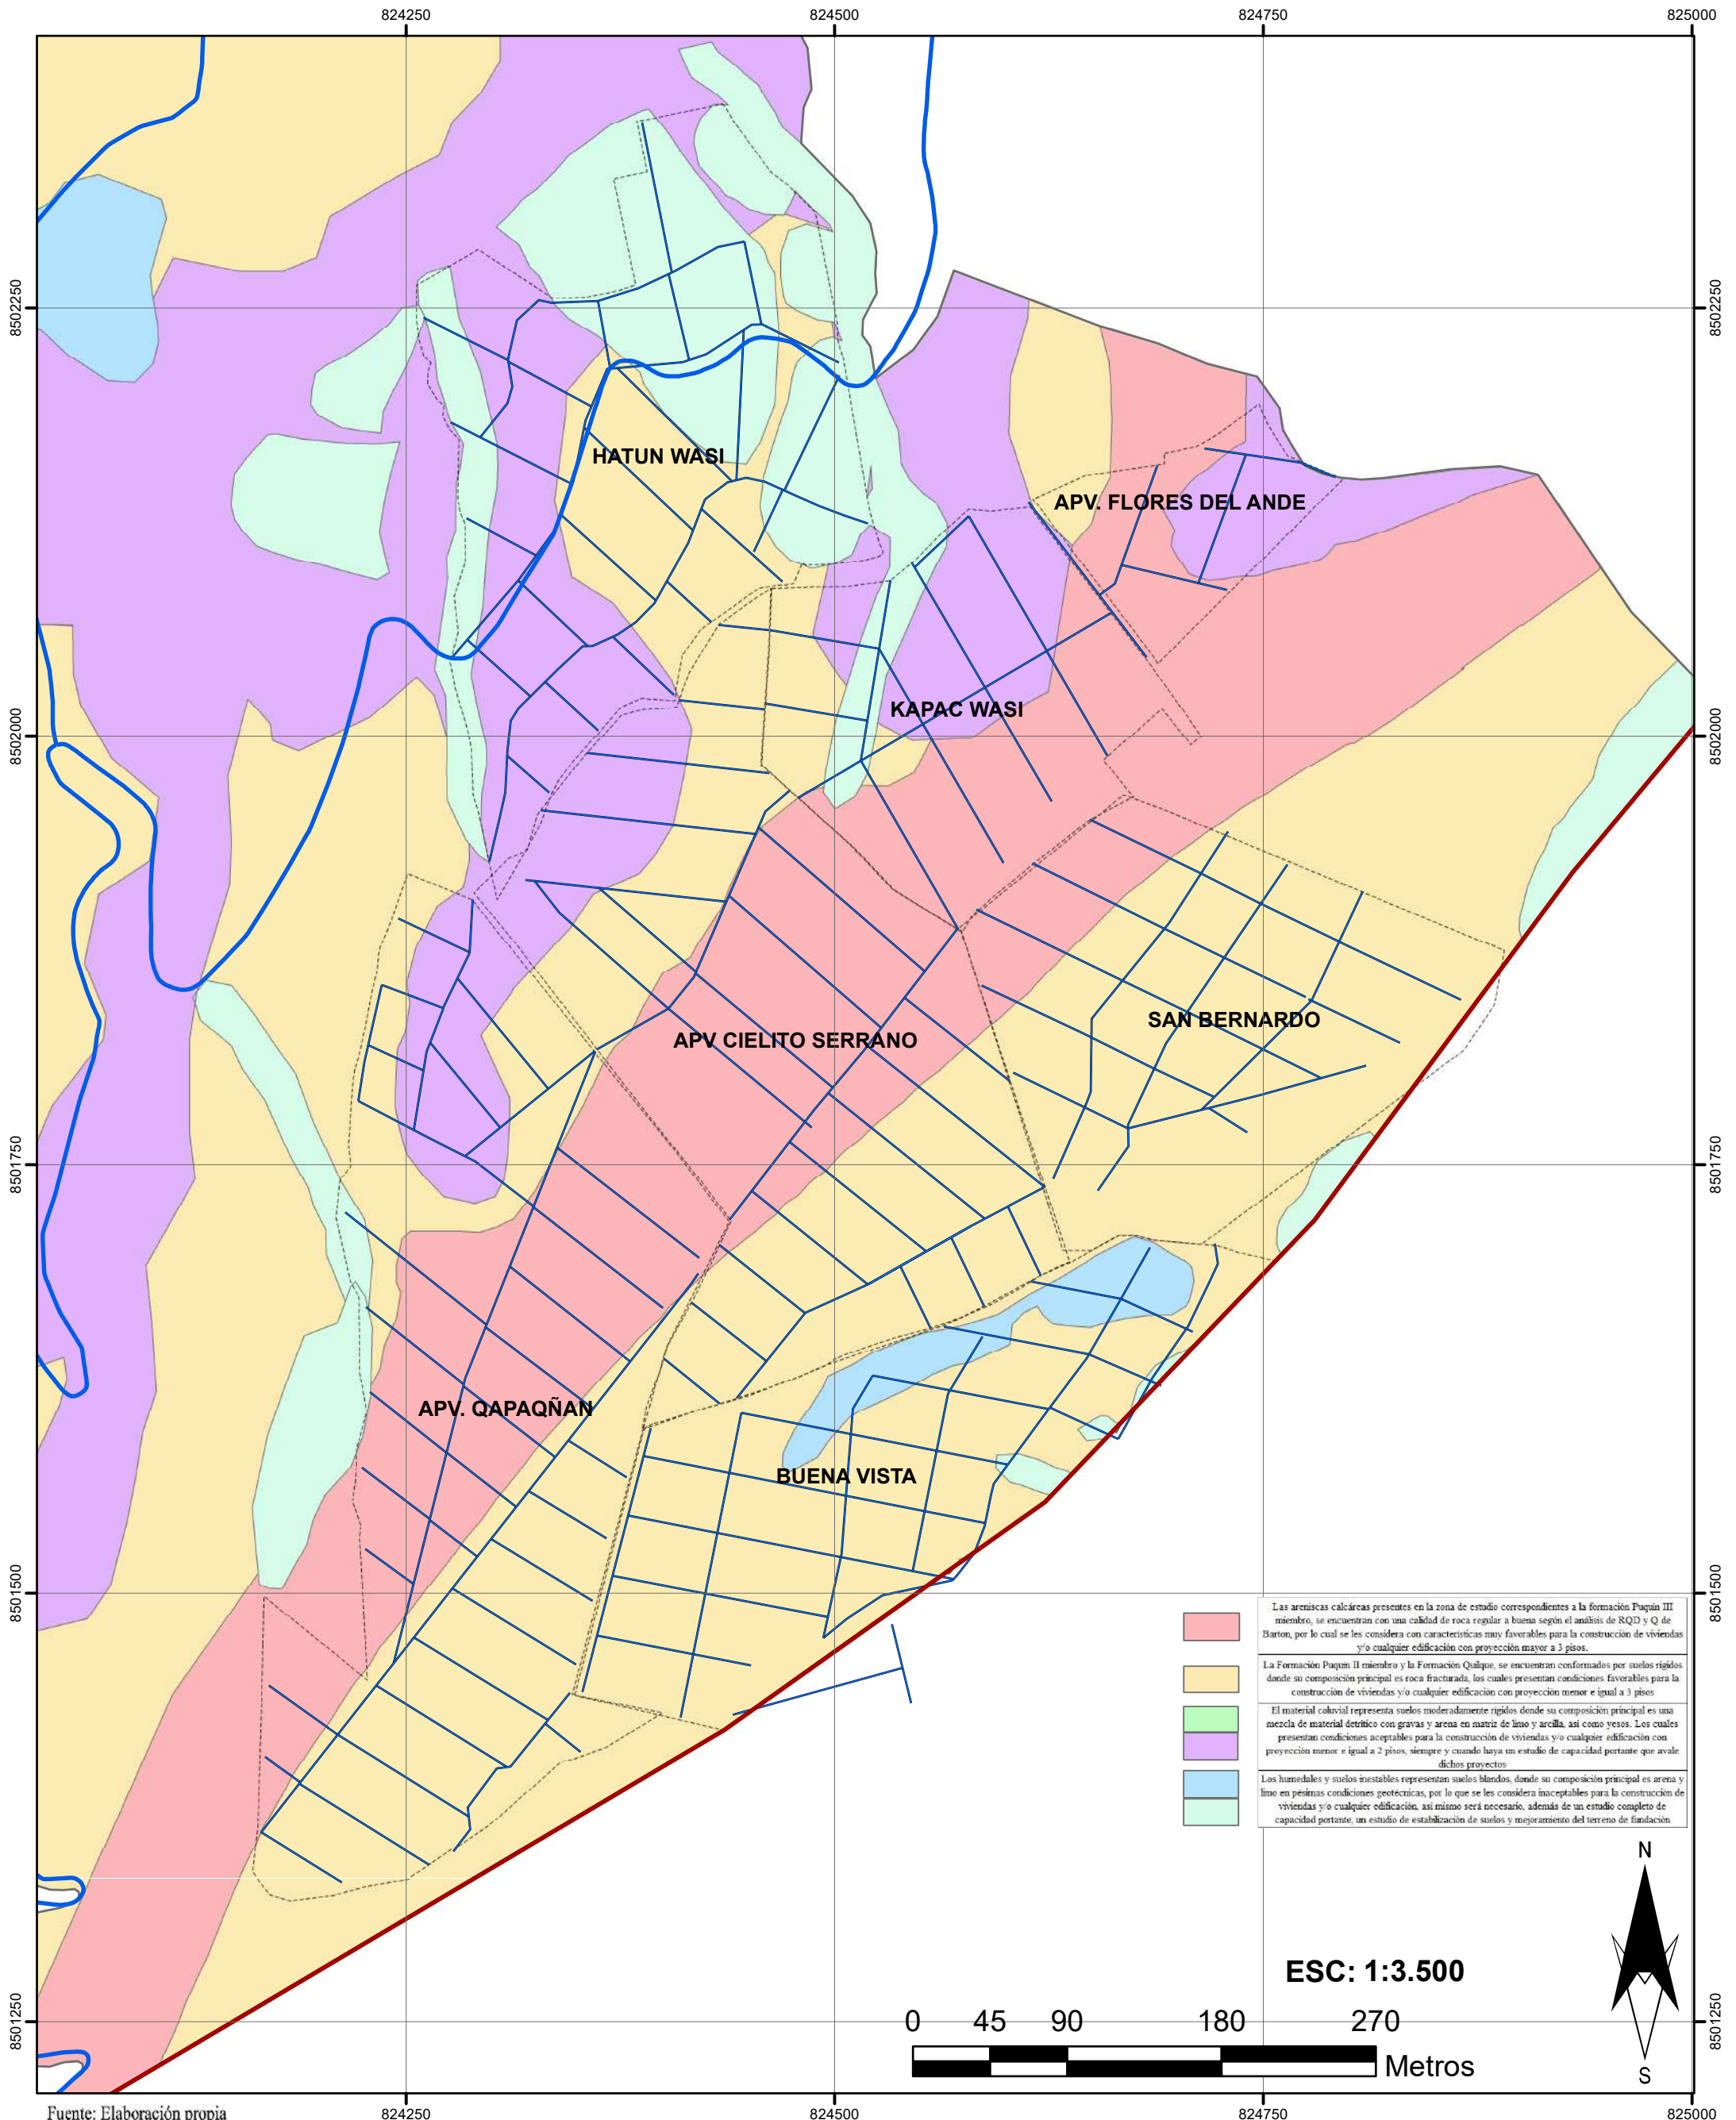 824250 824500 824750 825000
8502250 8502250
HATUN WASI
APV. FLORES DEL ANDE
KAPAC WASI
8502000 8502000
SAN BERNARDO
APV CIELITO SERRANO
8501750 8501750
APV. QAPAQÑAN
BUENA VISTA
8501500 8501500
Las areniscas calcáreas presentes en la zona de estudio correspondientes a la formación Puquin III
miembro, se encuentran con una calidad de roca regular a buena según el análisis de RQD y Q de
Barton, por lo cual se les considera con características muy favorables para la construcción de viviendas
y/o cualquier edificación con proyección mayor a 3 pisos.
La Formación Puquin II miembro y la Formación Quilque, se encuentran conformados por suelos rígidos
donde su composición principal es roca fracturada, los cuales presentan condiciones favorables para la
construcción de viviendas y/o cualquier edificación con proyección menor e igual a 3 pisos
El material coluvial representa suelos moderadamente rígidos donde su composición principal es una
mezcla de material detrítico con gravas y arena en matriz de limo y arcilla, así como yesos. Los cuales
presentan condiciones aceptables para la construcción de viviendas y/o cualquier edificación con
proyección menor e igual a 2 pisos, siempre y cuando haya un estudio de capacidad portante que avale
dichos proyectos
Los humedales y suelos inestables representan suelos blandos, donde su composición principal es arena y
limo en pésimas condiciones geotécnicas, por lo que se les considera inaceptables para la construcción de
viviendas y/o cualquier edificación, así mismo será necesario, además de un estudio completo de
capacidad portante, un estudio de estabilización de suelos y mejoramiento del terreno de fundación
N
ESC: 1:3.500
0 45 90 180 270
Metros
S
8501250 8501250
Fuente: Elaboración propia
824250 824500 824750 825000